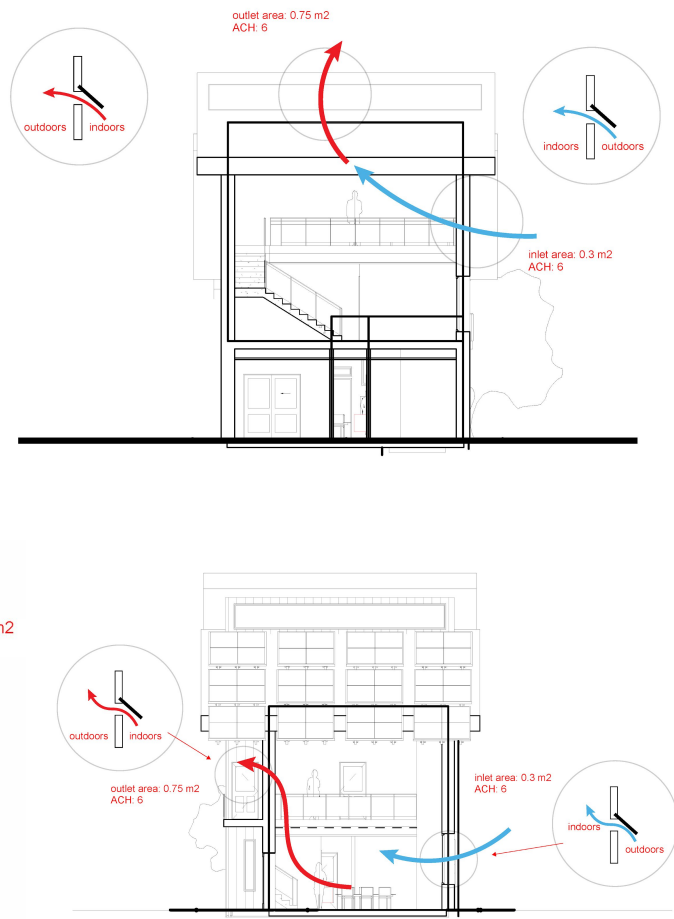 outlet area: 0.75 m2
ACH: 6
outdoors indoors
indoors outdoors
inlet area: 0.3 m2
ACH: 6
m2
outdoors indoors
outlet area: 0.75 m2
ACH: 6
inlet area: 0.3 m2
ACH: 6
indoors
outdoors